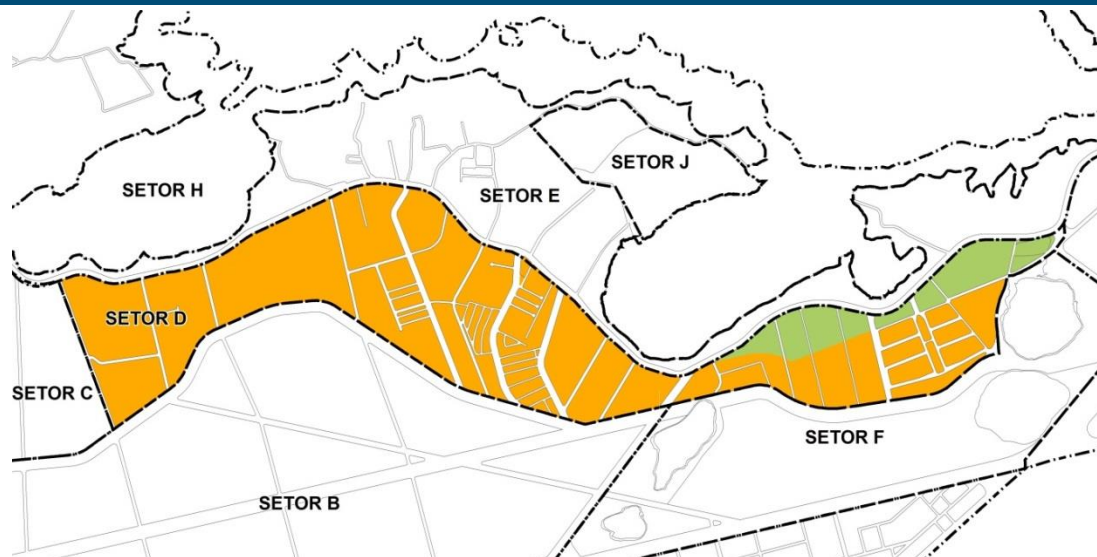 SETOR J
SETOR H
SETOR E
SETOR D
SETOR C
SETOR F
SETOR B